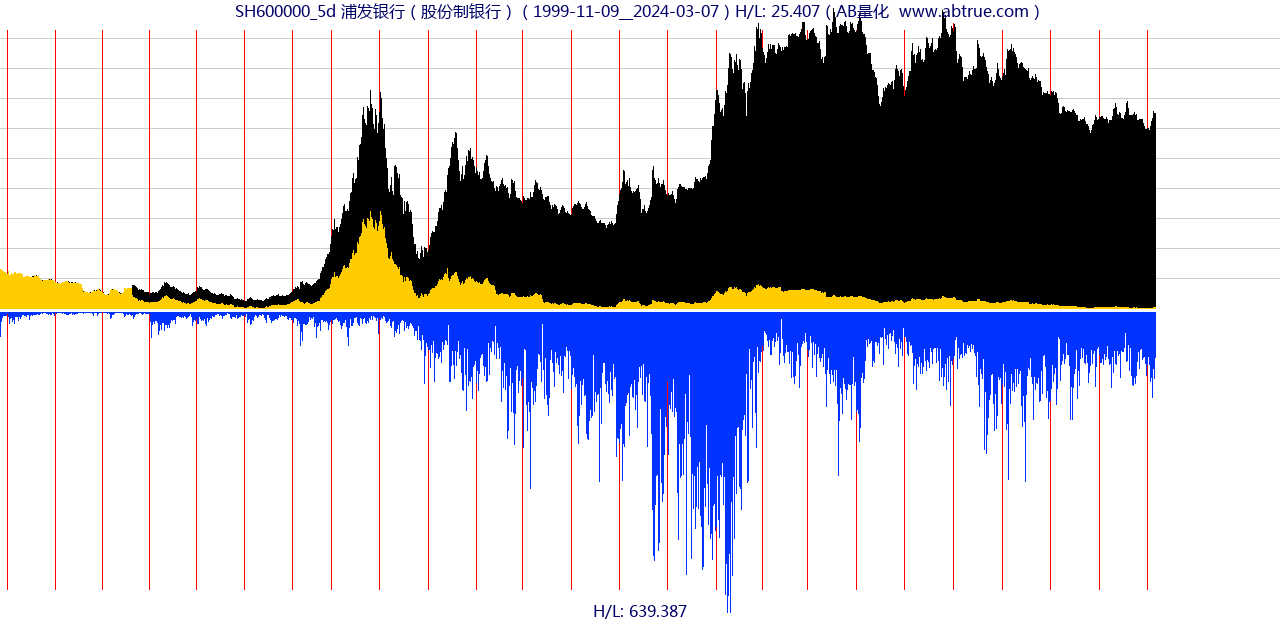 SH600000_5d 浦发银行 ( 股份制银行 ) ( 1999-11-09__2024-03-07 ) H/L: 25.407 ( AB量化  www.abtrue.com )
H/L: 639.387